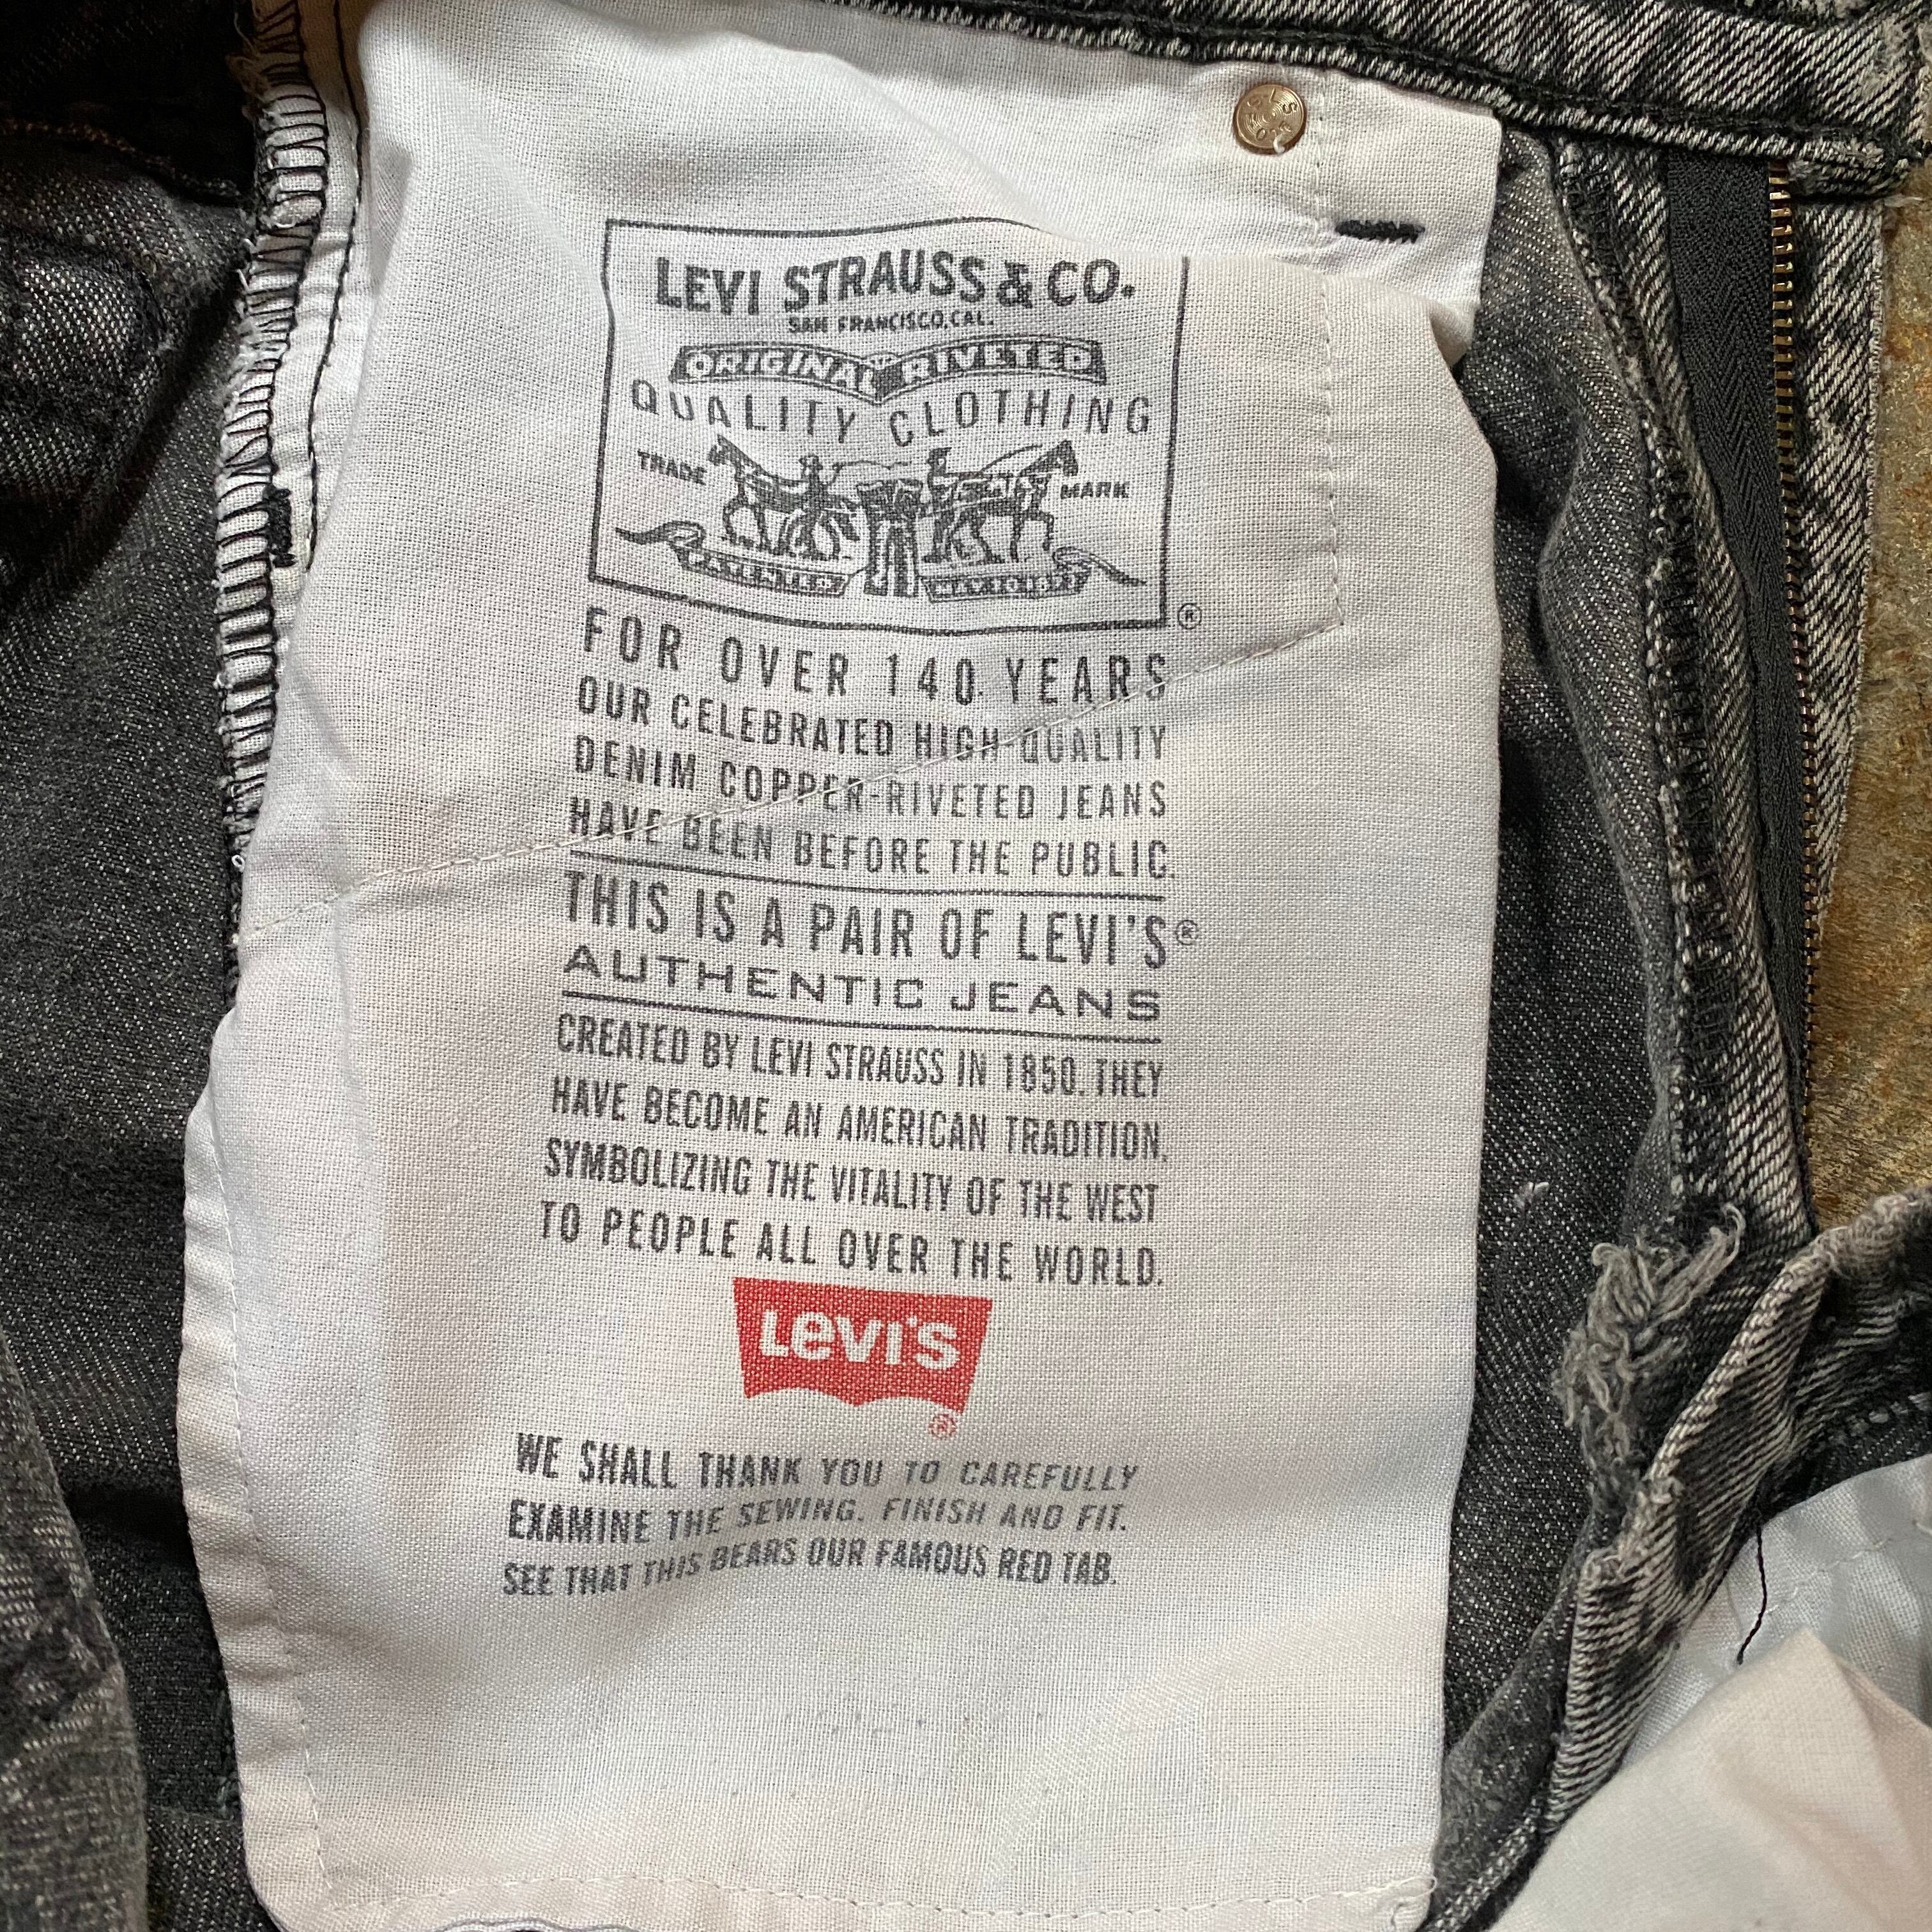 LEVI STRAUSS & CO.
SAN FRANCISCO, CAL.
ORIGINAL RIVETED
QUALITY CLOTHING
TRADE MARK
PATENTED MAY 20 1873
®
FOR OVER 140 YEARS
OUR CELEBRATED HIGH-QUALITY
DENIM COPPER-RIVETED JEANS
HAVE BEEN BEFORE THE PUBLIC.
THIS IS A PAIR OF LEVI'S®
AUTHENTIC JEANS
CREATED BY LEVI STRAUSS IN 1850. THEY
HAVE BECOME AN AMERICAN TRADITION,
SYMBOLIZING THE VITALITY OF THE WEST
TO PEOPLE ALL OVER THE WORLD.
LEVI'S
®
WE SHALL THANK YOU TO CAREFULLY
EXAMINE THE SEWING, FINISH AND FIT.
SEE THAT THIS BEARS OUR FAMOUS RED TAB.